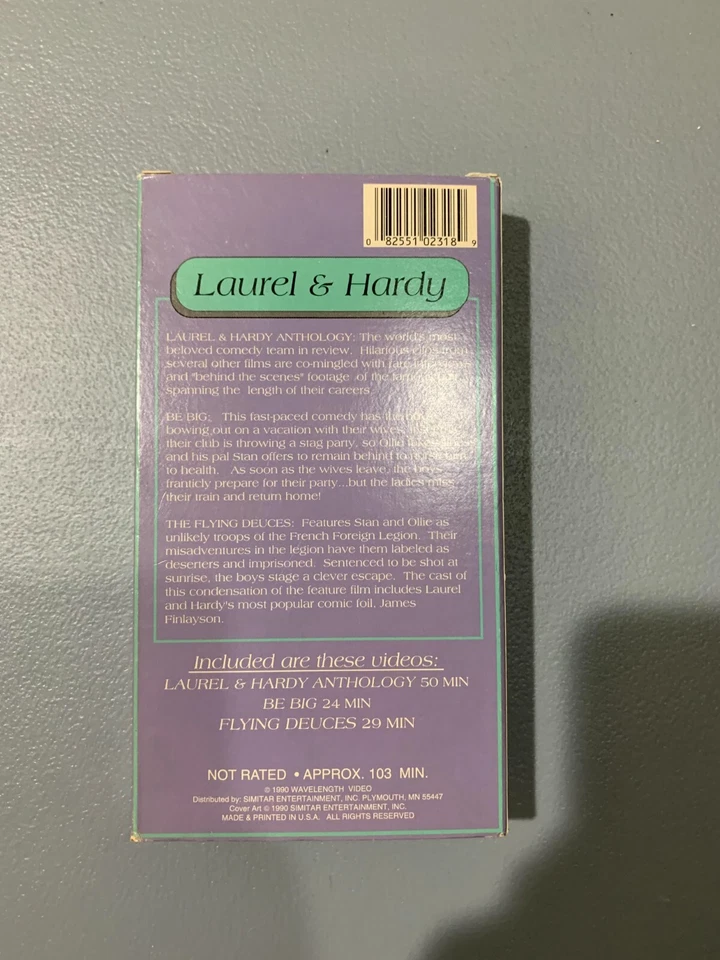 0 82551 02318 9
Laurel & Hardy
LAUREL & HARDY ANTHOLOGY: The world's most
beloved comedy team in review. Hilarious clips from
several other films are co-mingled with rare
and "behind the scenes" footage of the
spanning the length of their careers.
BE BIG: This fast-paced comedy has the
bowing out on a vacation with their wives.
their club is throwing a stag party, so Ollie
and his pal Stan offers to remain behind to
to health. As soon as the wives leave, the boys
franticly prepare for their party...but the ladies miss
their train and return home!
THE FLYING DEUCES: Features Stan and Ollie as
unlikely troops of the French Foreign Legion. Their
misadventures in the legion have them labeled as
deserters and imprisoned. Sentenced to be shot at
sunrise, the boys stage a clever escape. The cast of
this condensation of the feature film includes Laurel
and Hardy's most popular comic foil, James
Finlayson.
Included are these videos:
LAUREL & HARDY ANTHOLOGY 50 MIN
BE BIG 24 MIN
FLYING DEUCES 29 MIN
NOT RATED • APPROX. 103 MIN.
© 1990 WAVELENGTH VIDEO
Distributed by: SIMITAR ENTERTAINMENT, INC. PLYMOUTH, MN 55447
Cover Art © 1990 SIMITAR ENTERTAINMENT, INC.
MADE & PRINTED IN U.S.A. ALL RIGHTS RESERVED